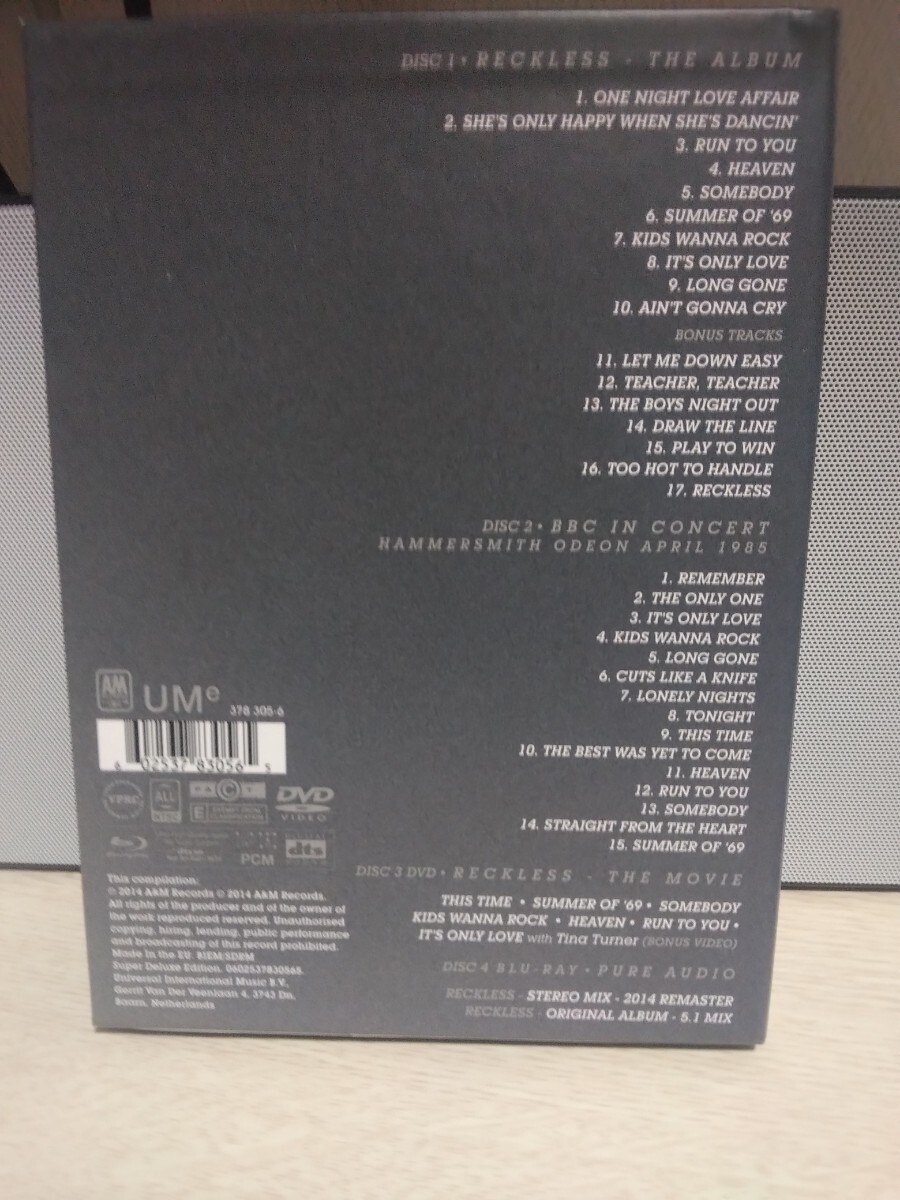 DISC 1 • RECKLESS - THE ALBUM
1. ONE NIGHT LOVE AFFAIR
2. SHE'S ONLY HAPPY WHEN SHE'S DANCIN'
3. RUN TO YOU
4. HEAVEN
5. SOMEBODY
6. SUMMER OF '69
7. KIDS WANNA ROCK
8. IT'S ONLY LOVE
9. LONG GONE
10. AIN'T GONNA CRY
BONUS TRACKS
11. LET ME DOWN EASY
12. TEACHER, TEACHER
13. THE BOYS NIGHT OUT
14. DRAW THE LINE
15. PLAY TO WIN
16. TOO HOT TO HANDLE
17. RECKLESS
DISC 2 • BBC IN CONCERT
HAMMERSMITH ODEON APRIL 1985
1. REMEMBER
2. THE ONLY ONE
3. IT'S ONLY LOVE
4. KIDS WANNA ROCK
5. LONG GONE
6. CUTS LIKE A KNIFE
7. LONELY NIGHTS
8. TONIGHT
9. THIS TIME
10. THE BEST WAS YET TO COME
11. HEAVEN
12. RUN TO YOU
13. SOMEBODY
14. STRAIGHT FROM THE HEART
15. SUMMER OF '69
DISC 3 DVD • RECKLESS - THE MOVIE
THIS TIME • SUMMER OF '69 • SOMEBODY
KIDS WANNA ROCK • HEAVEN • RUN TO YOU •
IT'S ONLY LOVE with Tina Turner (BONUS VIDEO)
DISC 4 BLU-RAY • PURE AUDIO
RECKLESS - STEREO MIX - 2014 REMASTER
RECKLESS - ORIGINAL ALBUM - 5.1 MIX
AM
UMe
378 305-6
6 02537 83056 5
VPRC
ALL
NTSC
E
DVD
VIDEO
PCM
dts
This compilation:
℗ 2014 A&M Records © 2014 A&M Records.
All rights of the producer and of the owner of
the work reproduced reserved. Unauthorised
copying, hiring, lending, public performance
and broadcasting of this record prohibited.
Made in the EU. BIEM/SDRM
Super Deluxe Edition. 0602537830565.
Universal International Music B.V.,
Gerrit Van Der Veenlaan 4, 3743 Dn,
Baarn, Netherlands